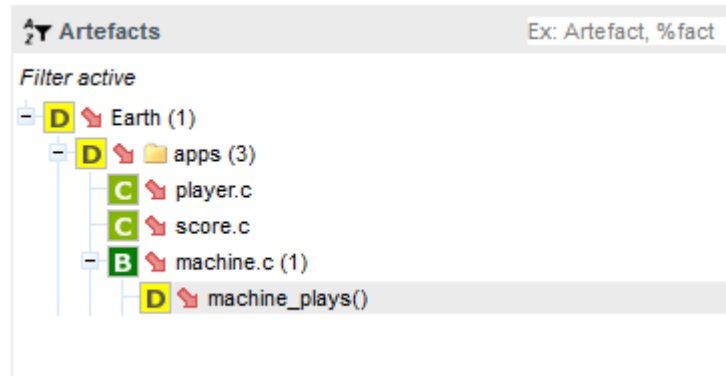 Artefacts Ex: Artefact, %fact
Filter active
D Earth (1)
D apps (3)
C player.c
C score.c
B machine.c (1)
D machine_plays()